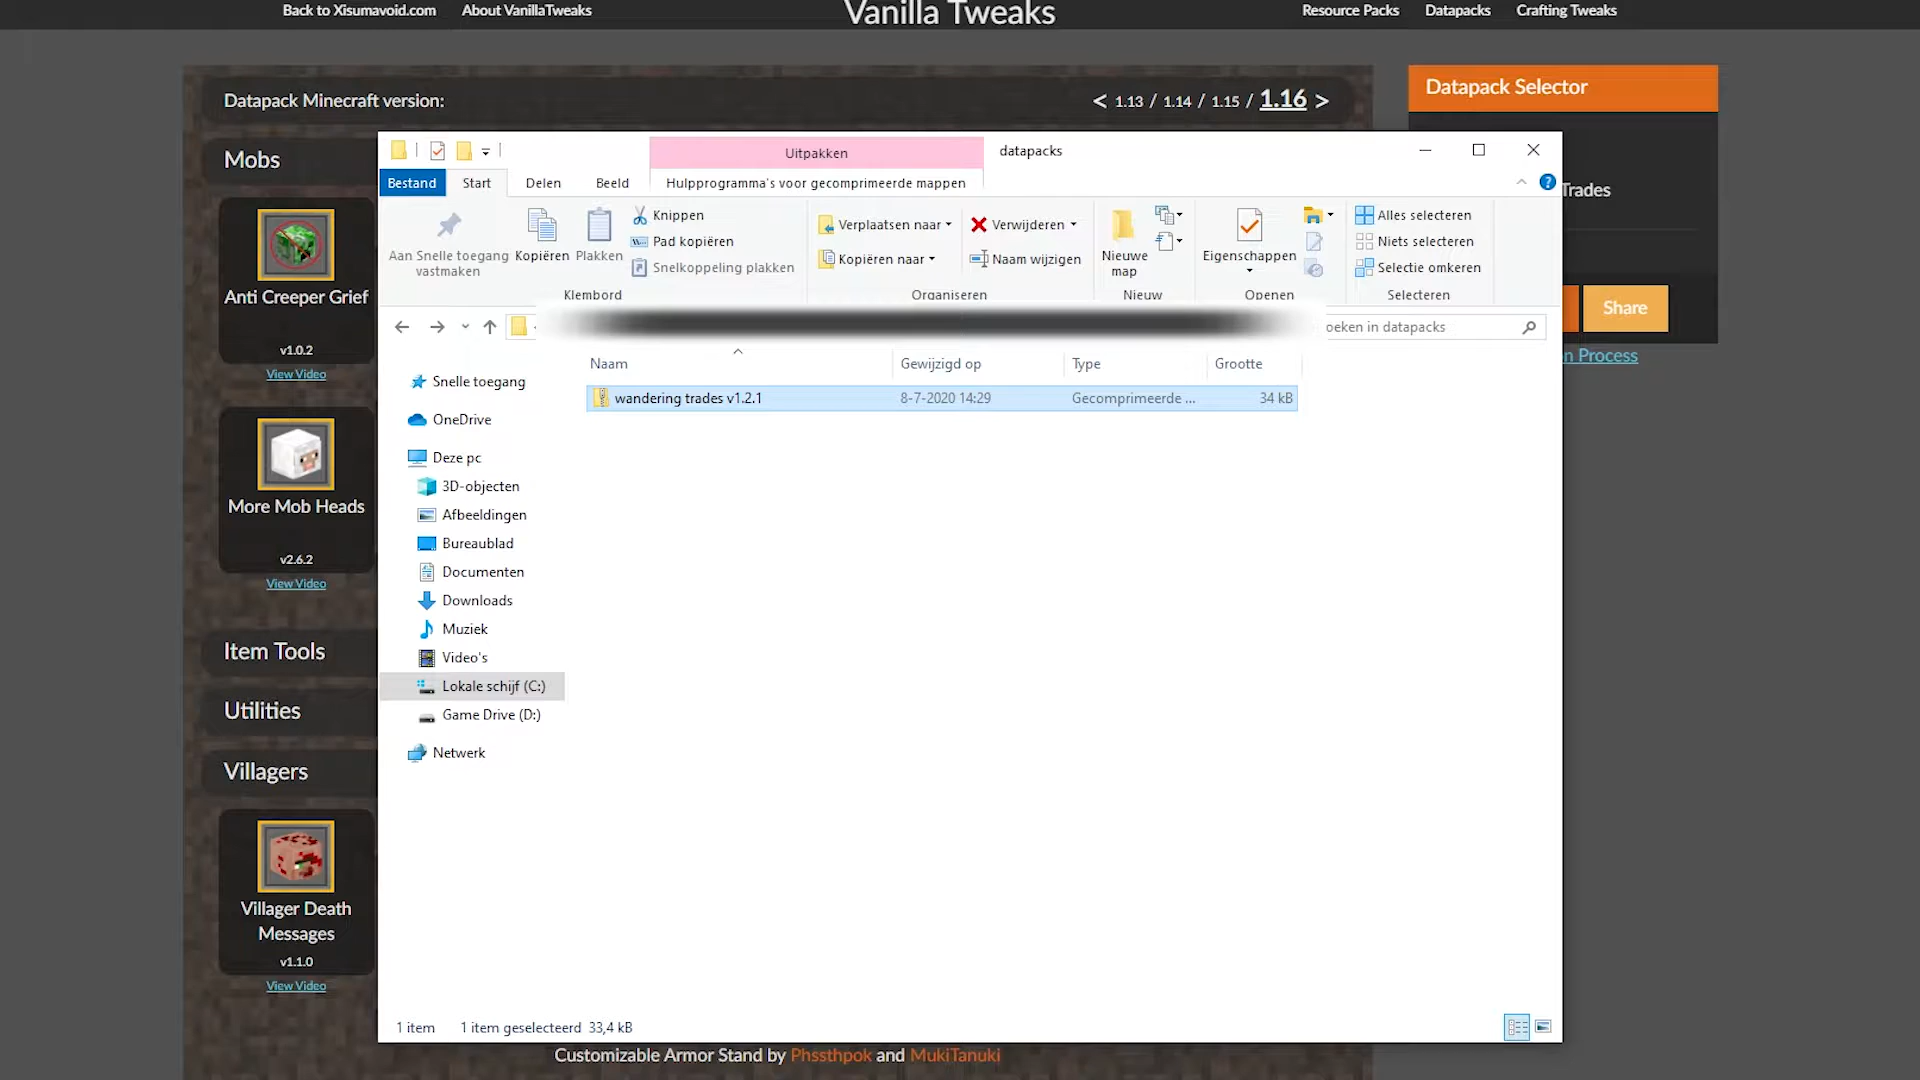 Back to Xisumavoid.com About VanillaTweaks Vanilla Tweaks Resource Packs Datapacks Crafting Tweaks
Datapack Minecraft version: < 1.13 / 1.14 / 1.15 / 1.16 >
Datapack Selector
Trades
Share
n Process
Mobs
Anti Creeper Grief
v1.0.2
View Video
More Mob Heads
v2.6.2
View Video
Item Tools
Utilities
Villagers
Villager Death
Messages
v1.1.0
View Video
Uitpakken datapacks
Bestand Start Delen Beeld Hulpprogramma's voor gecomprimeerde mappen
Aan Snelle toegang
vastmaken
Kopiëren
Plakken
Knippen
Pad kopiëren
Snelkoppeling plakken
Klembord
Verplaatsen naar
Kopiëren naar
Verwijderen
Naam wijzigen
Organiseren
Nieuwe
map
Nieuw
Eigenschappen
Openen
Alles selecteren
Niets selecteren
Selectie omkeren
Selecteren
oeken in datapacks
Naam Gewijzigd op Type Grootte
wandering trades v1.2.1 8-7-2020 14:29 Gecomprimeerde ... 34 kB
Snelle toegang
OneDrive
Deze pc
3D-objecten
Afbeeldingen
Bureaublad
Documenten
Downloads
Muziek
Video's
Lokale schijf (C:)
Game Drive (D:)
Netwerk
1 item 1 item geselecteerd 33,4 kB
Customizable Armor Stand by Phssthpok and MukiTanuki